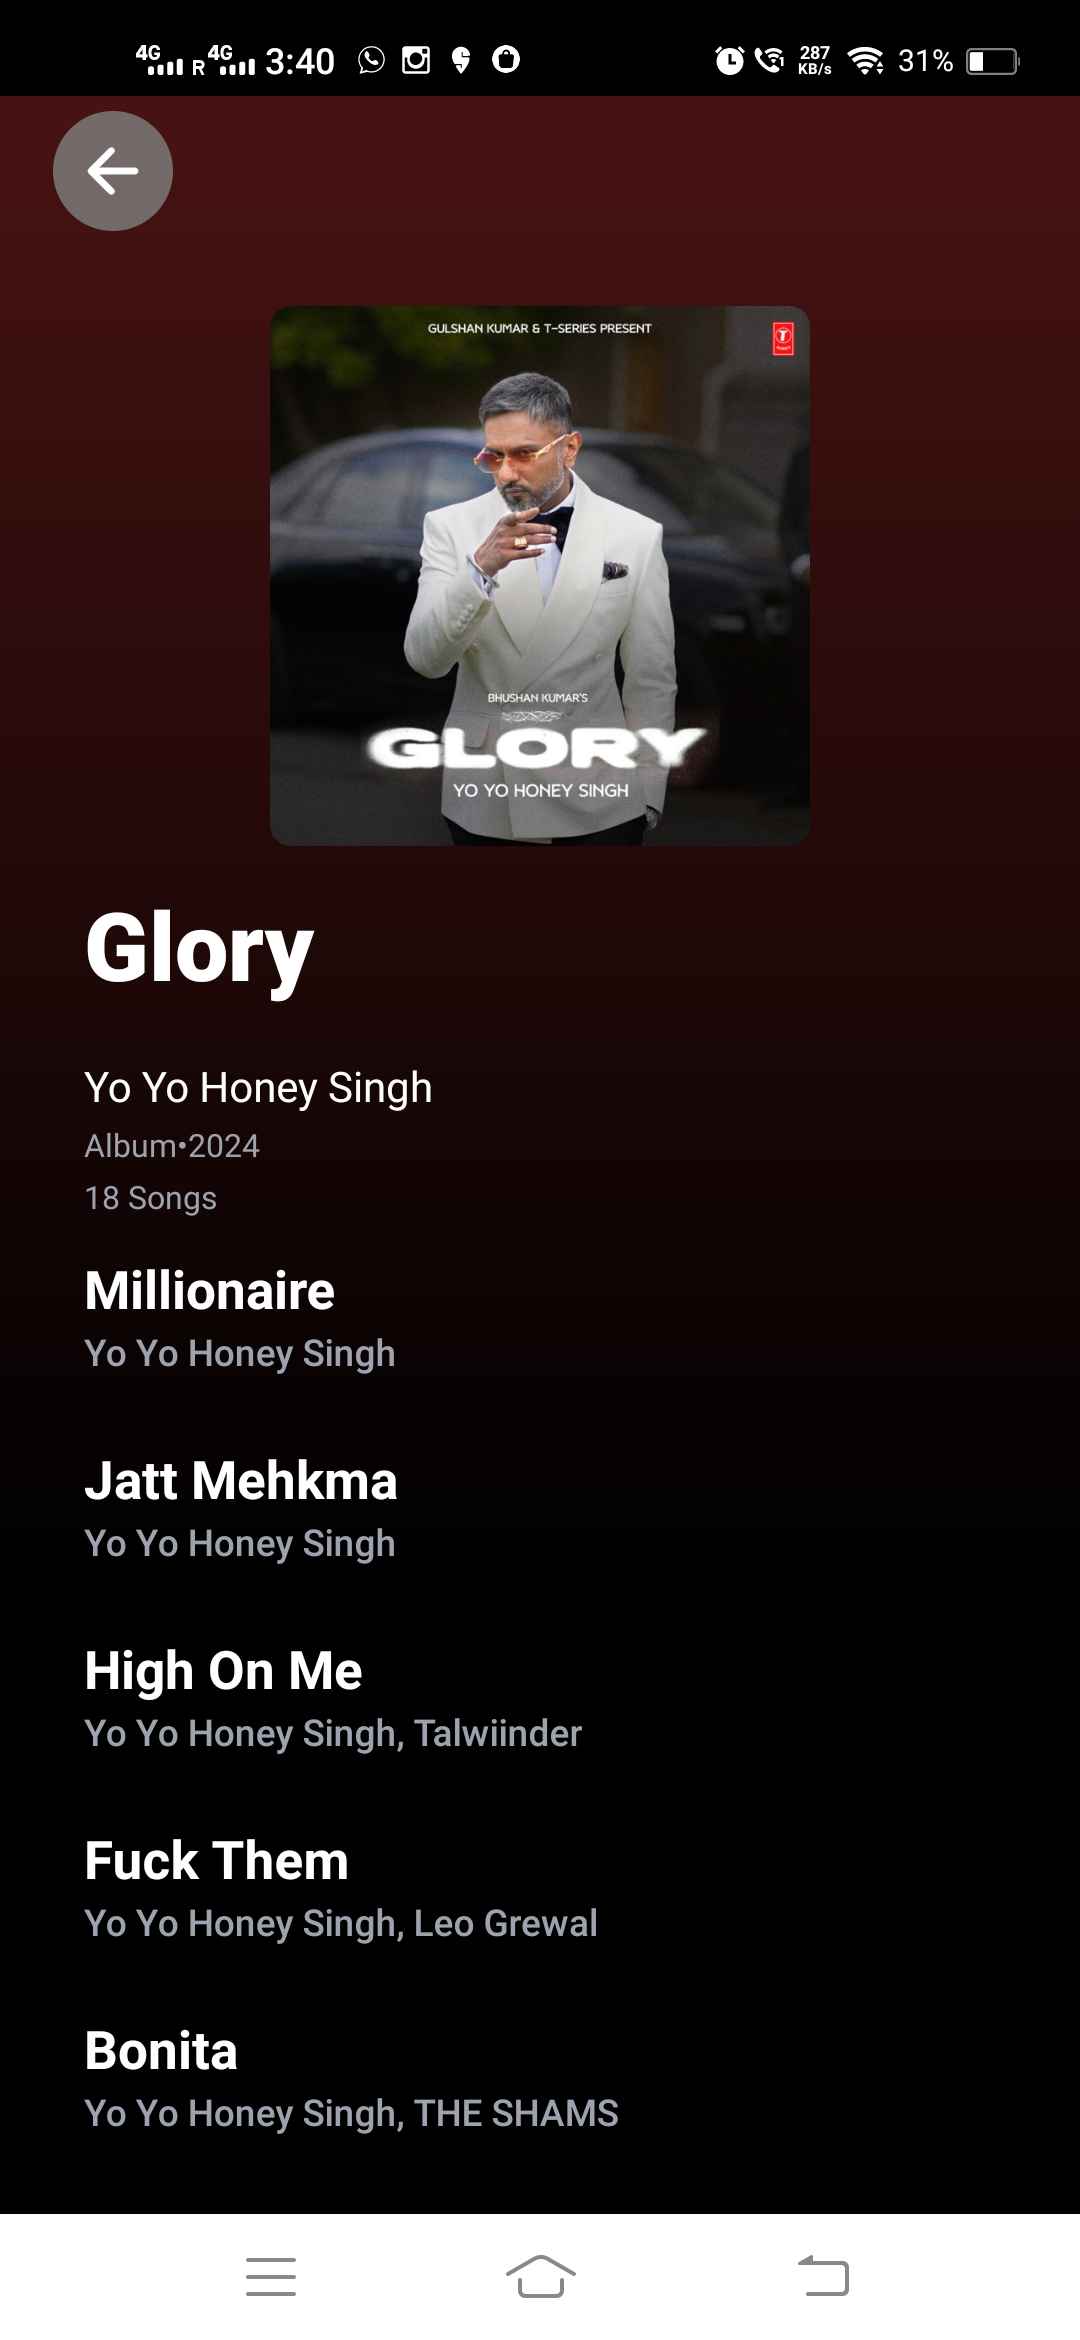 4G R 4G 3:40 287 KB/s 31%
GULSHAN KUMAR & T-SERIES PRESENT
BHUSHAN KUMAR'S
GLORY
YO YO HONEY SINGH
Glory
Yo Yo Honey Singh
Album•2024
18 Songs
Millionaire
Yo Yo Honey Singh
Jatt Mehkma
Yo Yo Honey Singh
High On Me
Yo Yo Honey Singh, Talwiinder
Fuck Them
Yo Yo Honey Singh, Leo Grewal
Bonita
Yo Yo Honey Singh, THE SHAMS